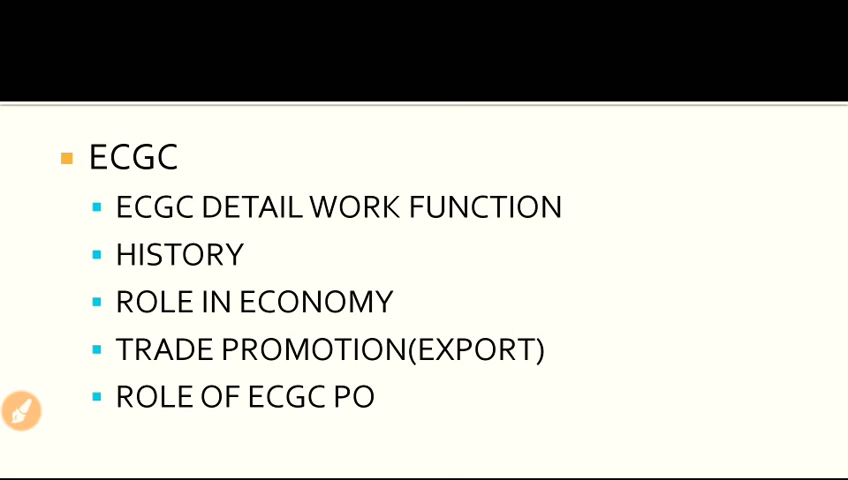 ECGC
ECGC DETAIL WORK FUNCTION
HISTORY
ROLE IN ECONOMY
TRADE PROMOTION(EXPORT)
ROLE OF ECGC PO